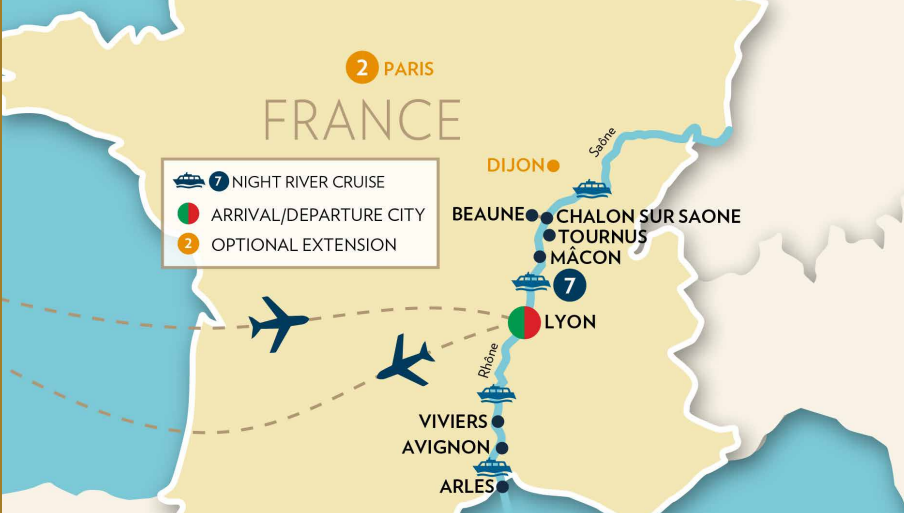 2 PARIS
FRANCE
Saône
DIJON
7 NIGHT RIVER CRUISE
ARRIVAL/DEPARTURE CITY
2 OPTIONAL EXTENSION
BEAUNE
CHALON SUR SAONE
TOURNUS
MÂCON
7
LYON
Rhône
VIVIERS
AVIGNON
ARLES